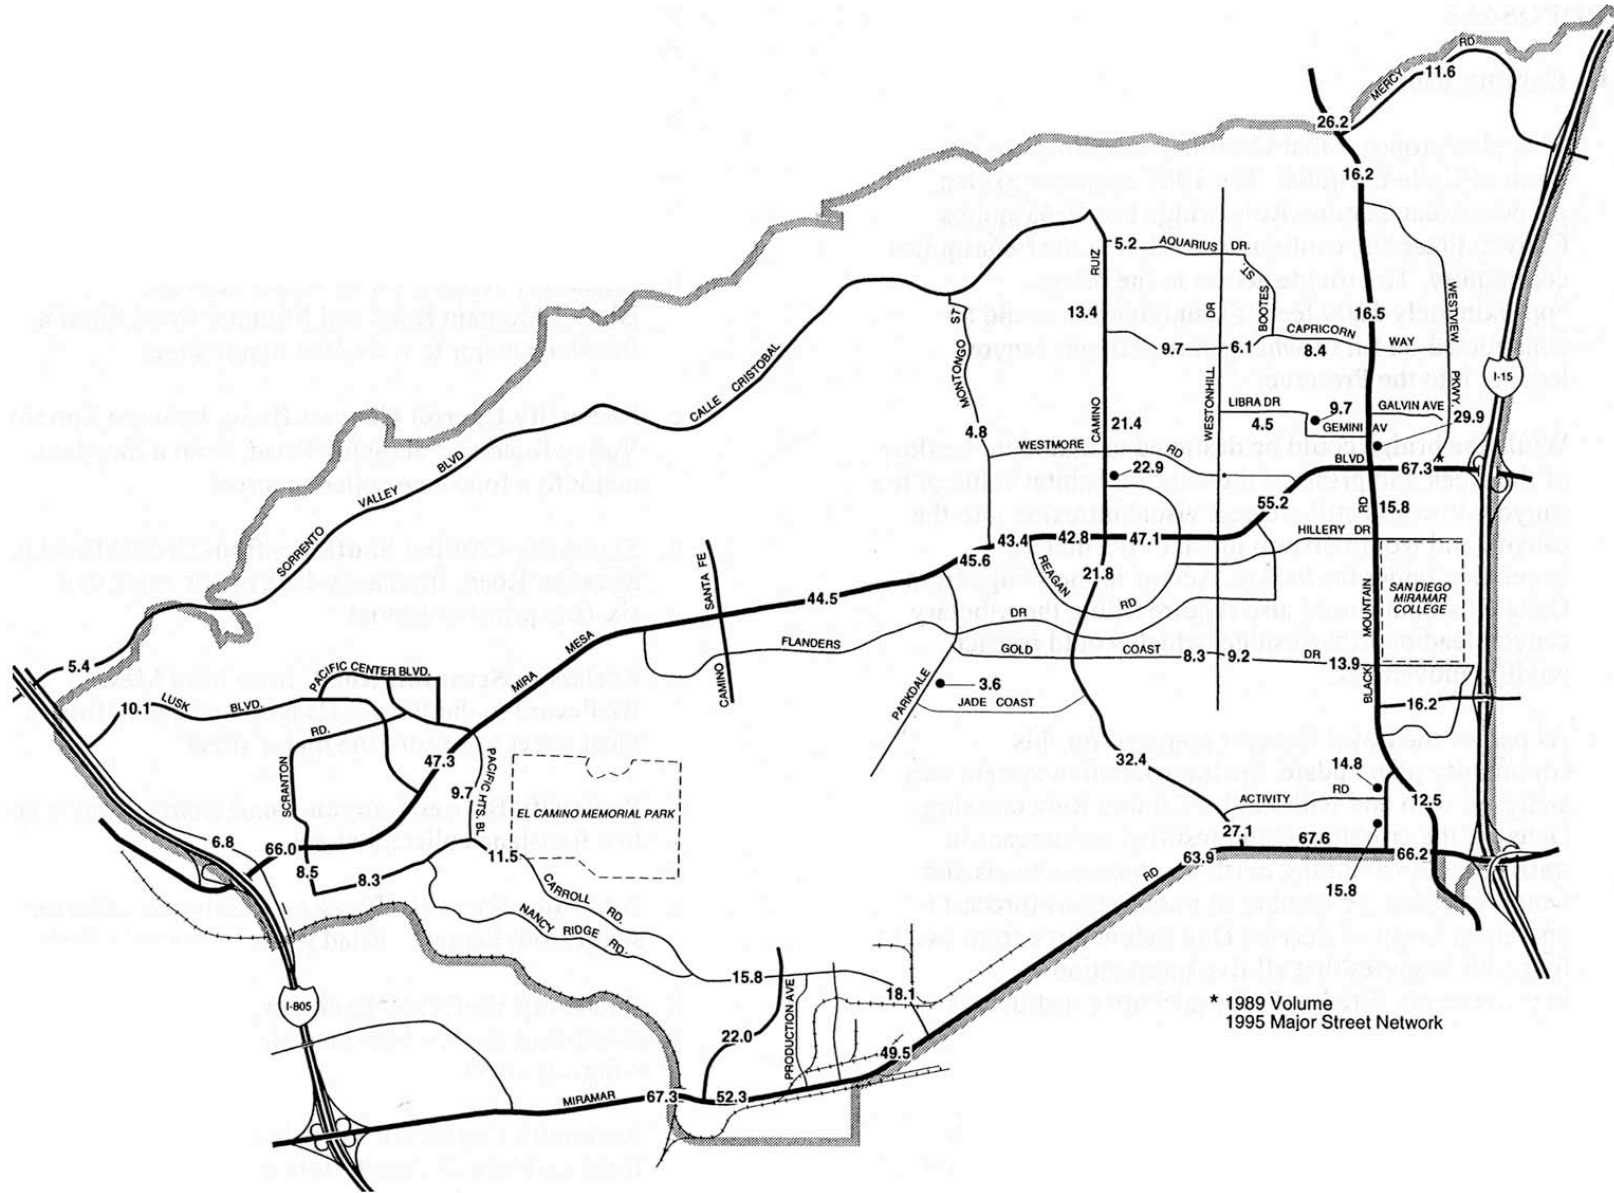 RD
MERCY
11.6
26.2
16.2
5.2
AQUARIUS DR.
RUIZ
ST.
BOOTES
DR
WESTVIEW
PKWY.
MONTONGO
ST
13.4
16.5
CAPRICORN WAY
9.7
6.1
8.4
CALLE CRISTOBAL
I-15
WESTONHILL
LIBRA DR
9.7
GALVIN AVE
4.5
GEMINI AV
29.9
CAMINO
21.4
4.8
WESTMORE RD
BLVD
67.3
*
22.9
SORRENTO VALLEY BLVD
55.2
RD
15.8
HILLERY DR
43.4
42.8
47.1
45.6
REAGAN
RD
21.8
SANTA FE
CAMINO
44.5
SAN DIEGO
MIRAMAR
COLLEGE
MOUNTAIN
BLACK
FLANDERS DR
GOLD COAST DR
8.3
9.2
13.9
MIRA MESA
5.4
PACIFIC CENTER BLVD.
PARKDALE
3.6
JADE COAST
16.2
10.1
LUSK BLVD.
RD.
SCRANTON
47.3
PACIFIC HTS. BL
9.7
32.4
14.8
ACTIVITY RD
12.5
EL CAMINO MEMORIAL PARK
27.1
67.6
66.2
63.9
RD
15.8
6.8
66.0
8.5
8.3
11.5
CARROLL RD.
NANCY RIDGE RD.
15.8
18.1
I-805
PRODUCTION AVE
22.0
49.5
MIRAMAR
67.3
52.3
* 1989 Volume
1995 Major Street Network